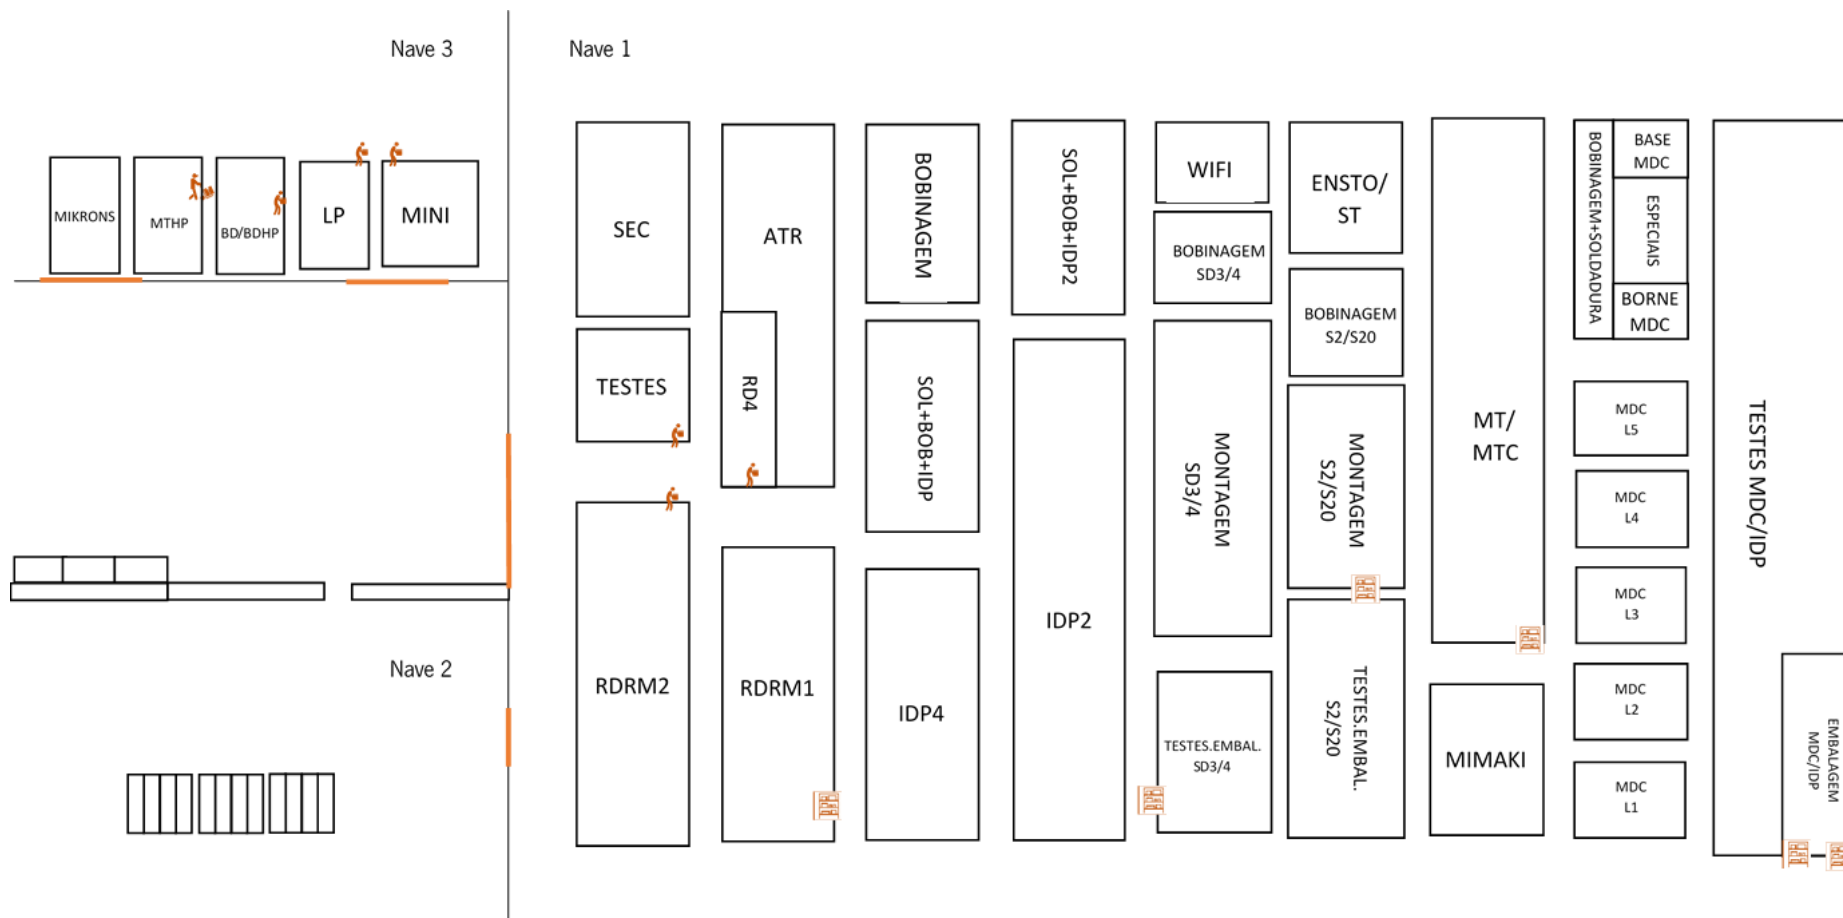 Nave 3
Nave 1
MIKRONS
MTHP
BD/BDHP
LP
MINI
SEC
TESTES
RDRM2
ATR
RD4
RDRM1
BOBINAGEM
SOL+BOB+IDP
IDP4
SOL+BOB+IDP2
IDP2
WIFI
BOBINAGEM
SD3/4
MONTAGEM
SD3/4
TESTES.EMBAL.
SD3/4
ENSTO/
ST
BOBINAGEM
S2/S20
MONTAGEM
S2/S20
TESTES.EMBAL.
S2/S20
MT/
MTC
MIMAKI
BOBINAGEM+SOLDADURA
BASE
MDC
ESPECIAIS
BORNE
MDC
MDC
L5
MDC
L4
MDC
L3
MDC
L2
MDC
L1
TESTES MDC/IDP
EMBALAGEM
MDC/IDP
Nave 2